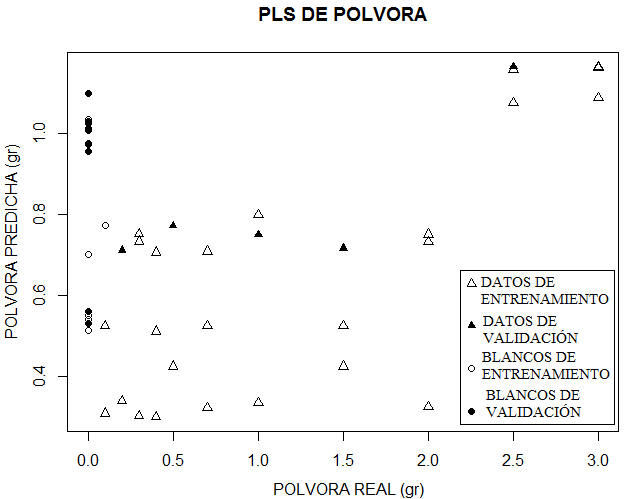 PLS DE POLVORA
POLVORA PREDICHA (gr)
1.0
0.8
0.6
0.4
DATOS DE
ENTRENAMIENTO
DATOS DE
VALIDACIÓN
BLANCOS DE
ENTRENAMIENTO
BLANCOS DE
VALIDACIÓN
0.0 0.5 1.0 1.5 2.0 2.5 3.0
POLVORA REAL (gr)